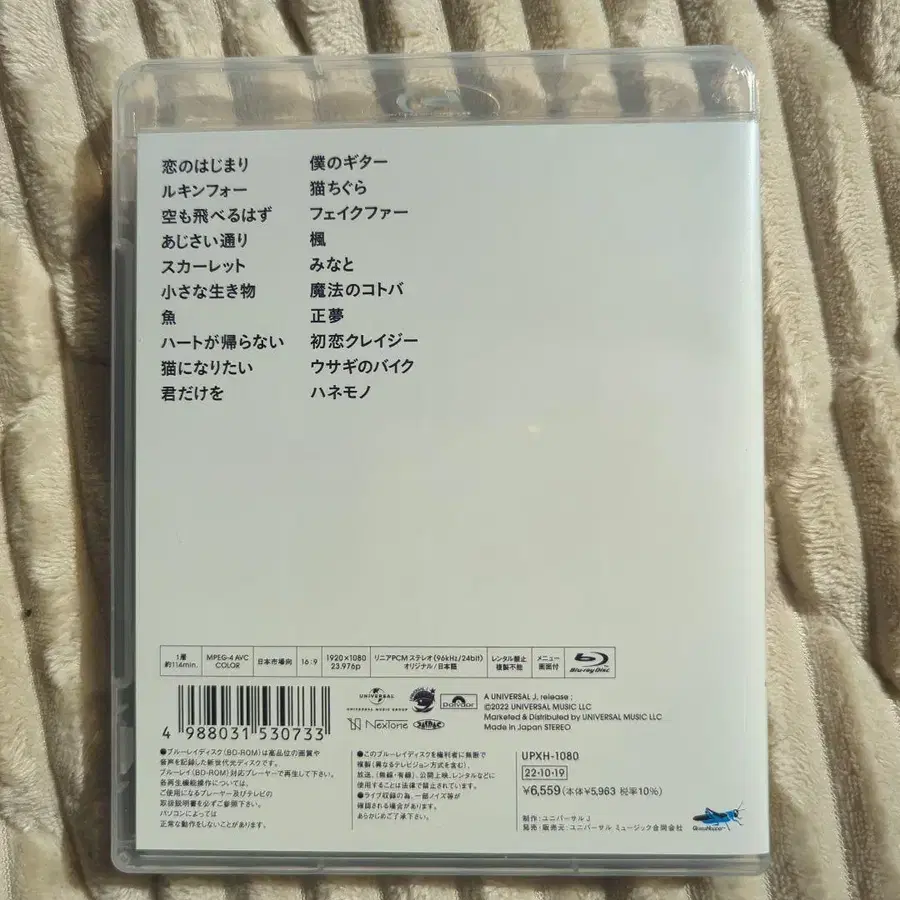 恋のはじまり
ルキンフォー
空も飛べるはず
あじさい通り
スカーレット
小さな生き物
魚
ハートが帰らない
猫になりたい
君だけを
僕のギター
猫ちぐら
フェイクファー
楓
みなと
魔法のコトバ
正夢
初恋クレイジー
ウサギのバイク
ハネモノ
1層
約114min.
MPEG-4 AVC
COLOR
日本市場向
16:9
1920×1080
23.976p
リニアPCM ステレオ(96kHz/24bit)
オリジナル/日本語
レンタル禁止
複製不能
メニュー
画面付
Blu-ray Disc
4 988031 530733
UNIVERSAL
UNIVERSAL MUSIC GROUP
polydor
NexTone
A UNIVERSAL J. release ;
©2022 UNIVERSAL MUSIC LLC
Marketed & Distributed by UNIVERSAL MUSIC LLC
Made in Japan STEREO
●ブルーレイディスク(BD-ROM)は高品位の画質や
音声を記録した新世代光ディスクです。
ブルーレイ(BD-ROM)対応プレーヤーで再生して下さい。
各再生機能操作については、
ご使用になるプレーヤー及びテレビの
取扱説明書を必ずご参照下さい。
パソコンによっては
正常な動作をしないことがあります。
●このブルーレイディスクを権利者に無断で
複製(異なるテレビジョン方式を含む)、
放送、(無線・有線)、公開上映、レンタルなどに
使用することは法律で禁止されています。
●ライブ収録の為、一部ノイズ等が
確認される場合があります。
あらかじめご了承下さい。
UPXH-1080
22・10・19
¥6,559(本体¥5,963 税率10%)
制作:ユニバーサル J
発売・販売元:ユニバーサル ミュージック合同会社